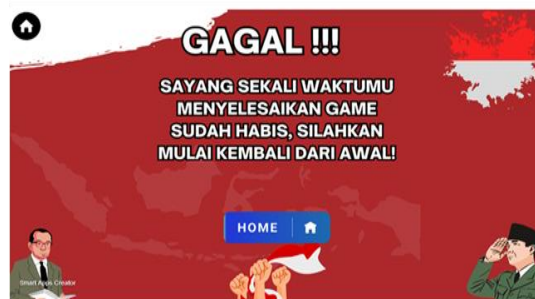 GAGAL !!!
SAYANG SEKALI WAKTUMU
MENYELESAIKAN GAME
SUDAH HABIS, SILAHKAN
MULAI KEMBALI DARI AWAL!
HOME
Smart Apps Creator